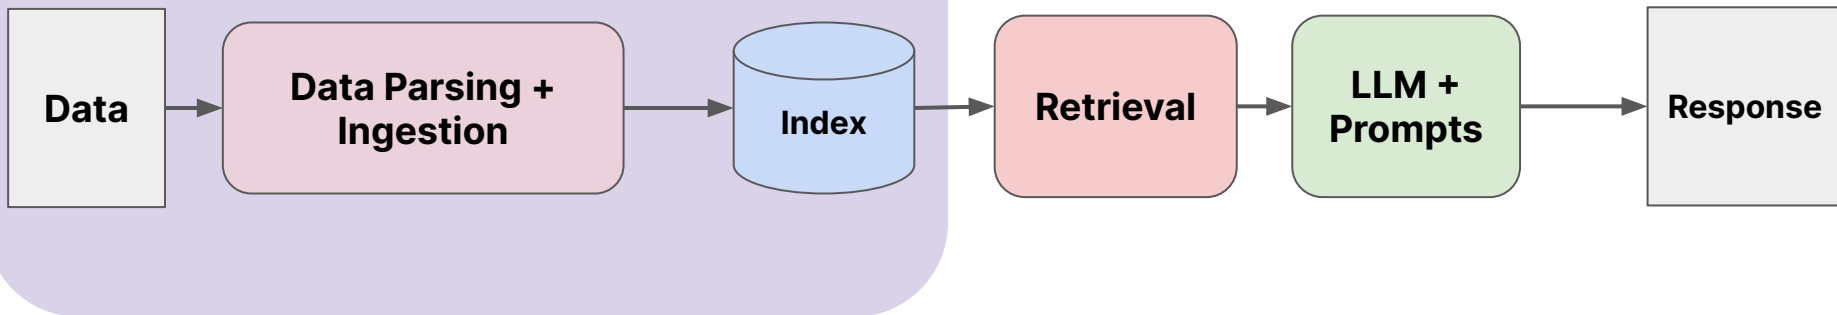 Data
Data Parsing +
Ingestion
Index
Retrieval
LLM +
Prompts
Response